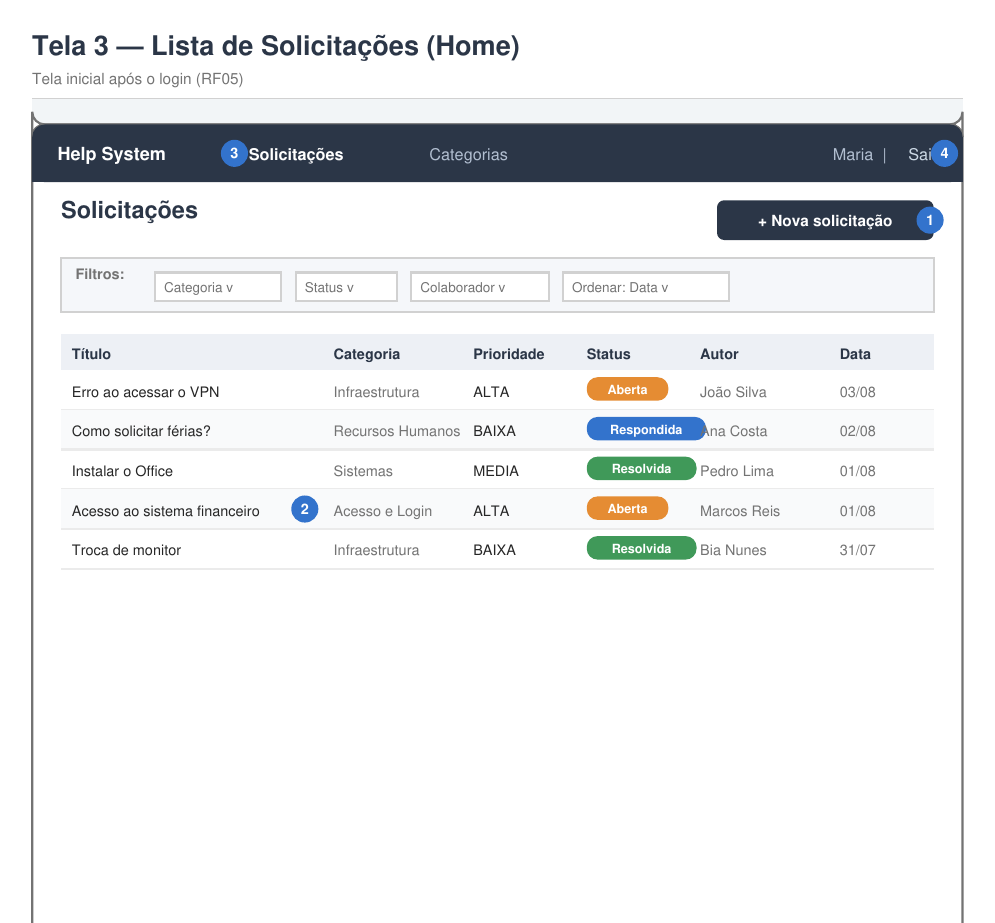 Tela 3 — Lista de Solicitações (Home)
Tela inicial após o login (RF05)
Help System 3 Solicitações Categorias Maria | Sai 4
Solicitações
+ Nova solicitação 1
Filtros: Categoria v Status v Colaborador v Ordenar: Data v
Título Categoria Prioridade Status Autor Data
Erro ao acessar o VPN Infraestrutura ALTA Aberta João Silva 03/08
Como solicitar férias? Recursos Humanos BAIXA Respondida Ana Costa 02/08
Instalar o Office Sistemas MEDIA Resolvida Pedro Lima 01/08
Acesso ao sistema financeiro 2 Acesso e Login ALTA Aberta Marcos Reis 01/08
Troca de monitor Infraestrutura BAIXA Resolvida Bia Nunes 31/07